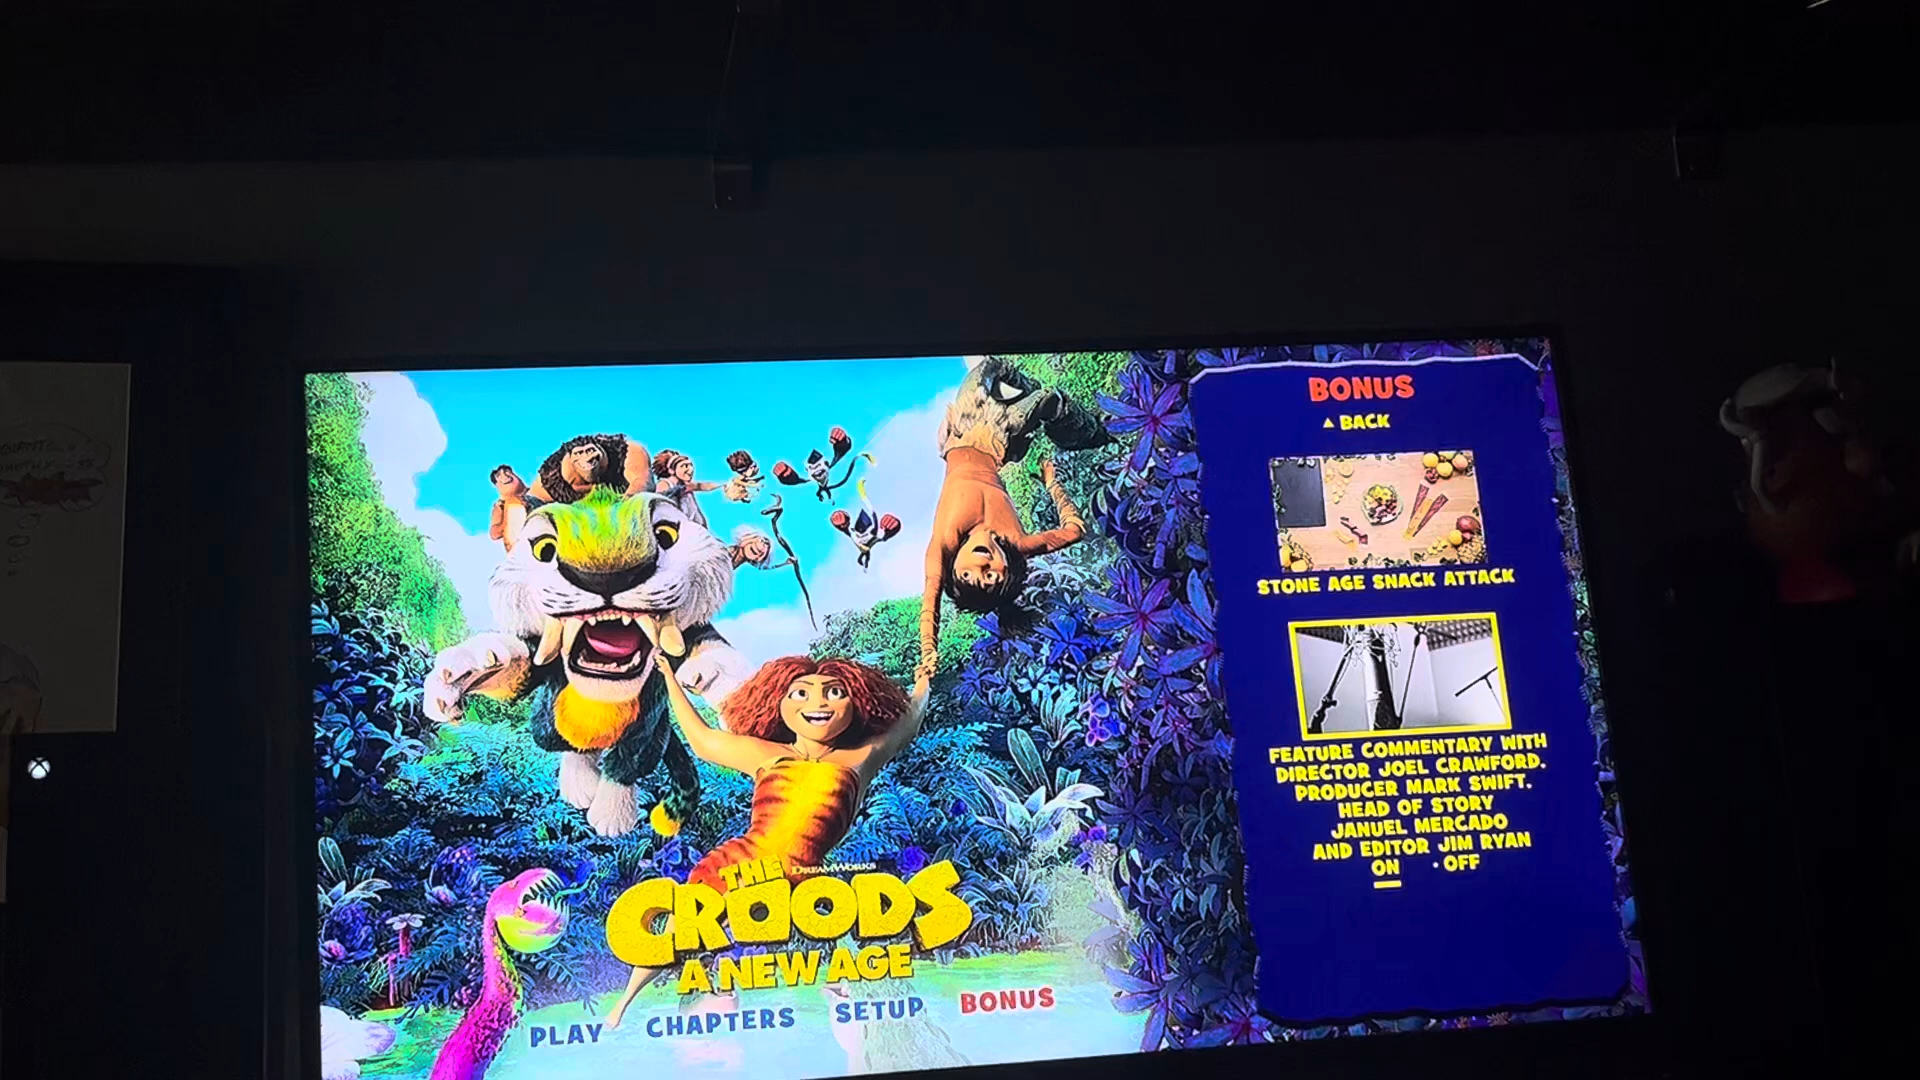 BONUS
▲ BACK
STONE AGE SNACK ATTACK
FEATURE COMMENTARY WITH
DIRECTOR JOEL CRAWFORD,
PRODUCER MARK SWIFT,
HEAD OF STORY
JANUEL MERCADO
AND EDITOR JIM RYAN
ON • OFF
DREAMWORKS
THE
CROODS
A NEW AGE
PLAY CHAPTERS SETUP BONUS